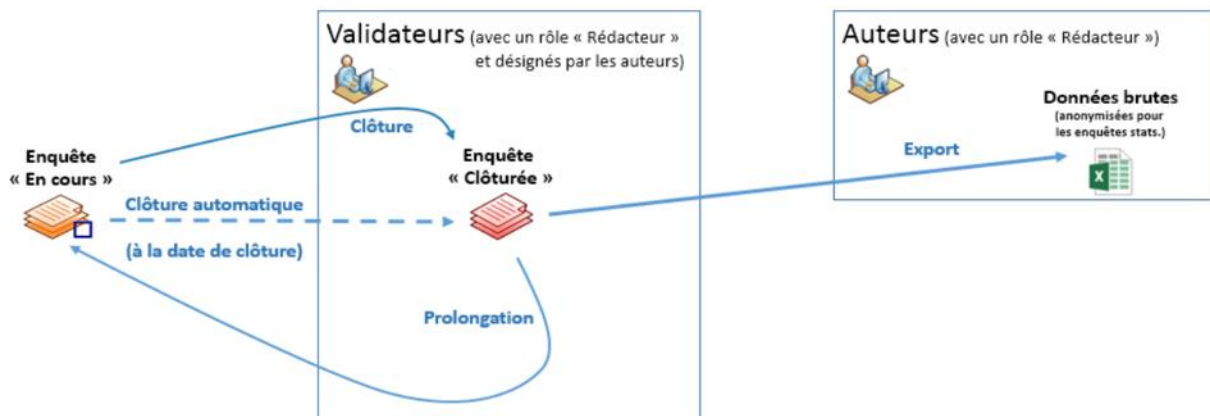 Validateurs (avec un rôle « Rédacteur »
et désignés par les auteurs)
Auteurs (avec un rôle « Rédacteur »)
Données brutes
(anonymisées pour
les enquêtes stats.)
Clôture
Export
Enquête
« En cours »
Enquête
« Clôturée »
Clôture automatique
(à la date de clôture)
Prolongation